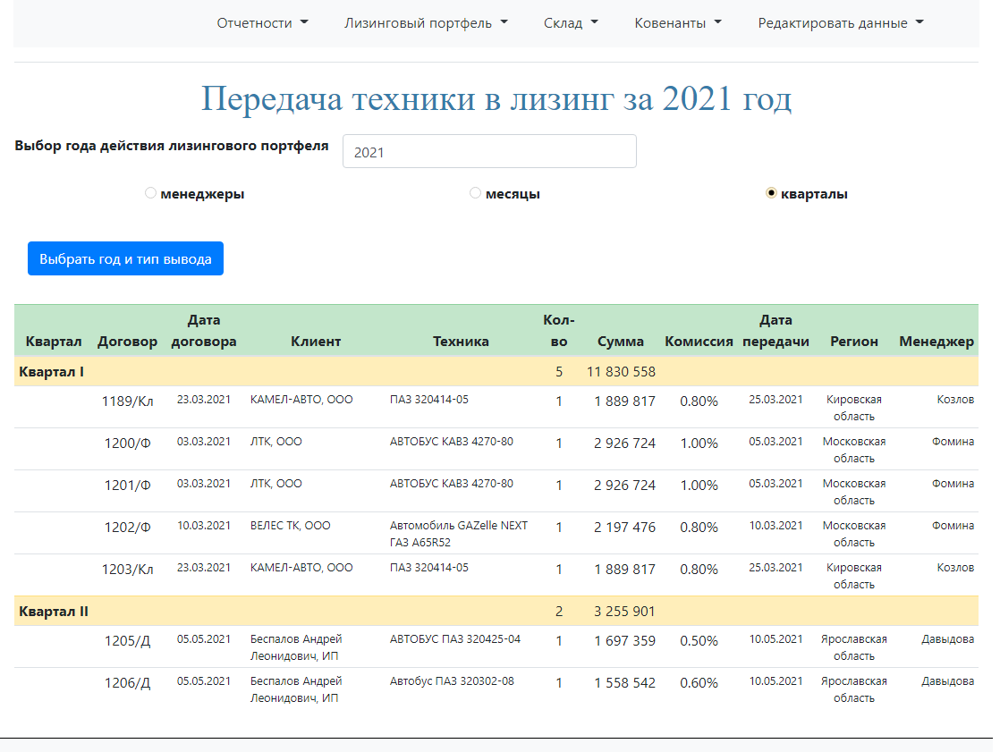 Отчетности Лизинговый портфель Склад Ковенанты Редактировать данные
Передача техники в лизинг за 2021 год
Выбор года действия лизингового портфеля 2021
менеджеры месяцы кварталы
Выбрать год и тип вывода
Квартал Договор Дата договора Клиент Техника Кол-во Сумма Комиссия Дата передачи Регион Менеджер
Квартал I 5 11 830 558
1189/Кл 23.03.2021 КАМЕЛ-АВТО, ООО ПАЗ 320414-05 1 1 889 817 0.80% 25.03.2021 Кировская область Козлов
1200/Ф 03.03.2021 ЛТК, ООО АВТОБУС КАВЗ 4270-80 1 2 926 724 1.00% 05.03.2021 Московская область Фомина
1201/Ф 03.03.2021 ЛТК, ООО АВТОБУС КАВЗ 4270-80 1 2 926 724 1.00% 05.03.2021 Московская область Фомина
1202/Ф 10.03.2021 ВЕЛЕС ТК, ООО Автомобиль GAZelle NEXT ГАЗ А65R52 1 2 197 476 0.80% 10.03.2021 Московская область Фомина
1203/Кл 23.03.2021 КАМЕЛ-АВТО, ООО ПАЗ 320414-05 1 1 889 817 0.80% 25.03.2021 Кировская область Козлов
Квартал II 2 3 255 901
1205/Д 05.05.2021 Беспалов Андрей Леонидович, ИП АВТОБУС ПАЗ 320425-04 1 1 697 359 0.50% 10.05.2021 Ярославская область Давыдова
1206/Д 05.05.2021 Беспалов Андрей Леонидович, ИП Автобус ПАЗ 320302-08 1 1 558 542 0.60% 10.05.2021 Ярославская область Давыдова